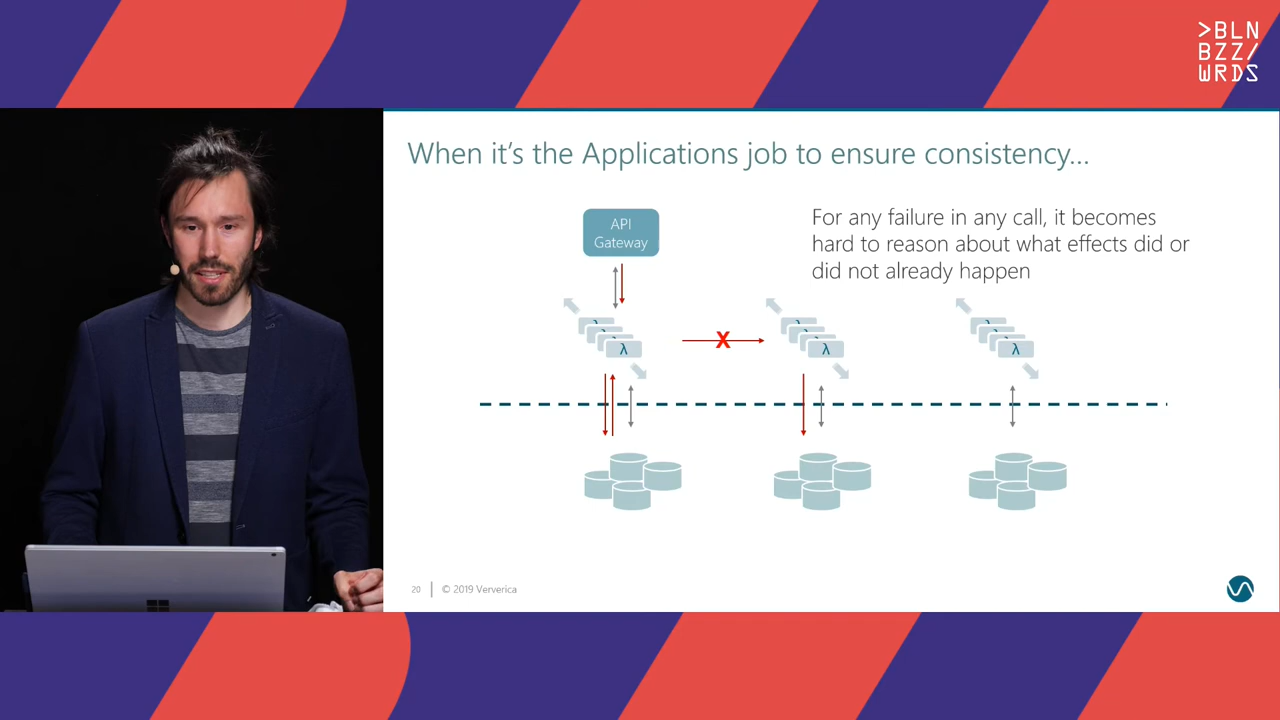 >BLN
BZZ/
WRDS
When it's the Applications job to ensure consistency...
API
Gateway
For any failure in any call, it becomes
hard to reason about what effects did or
did not already happen
X
λ
λ
λ
20
© 2019 Ververica